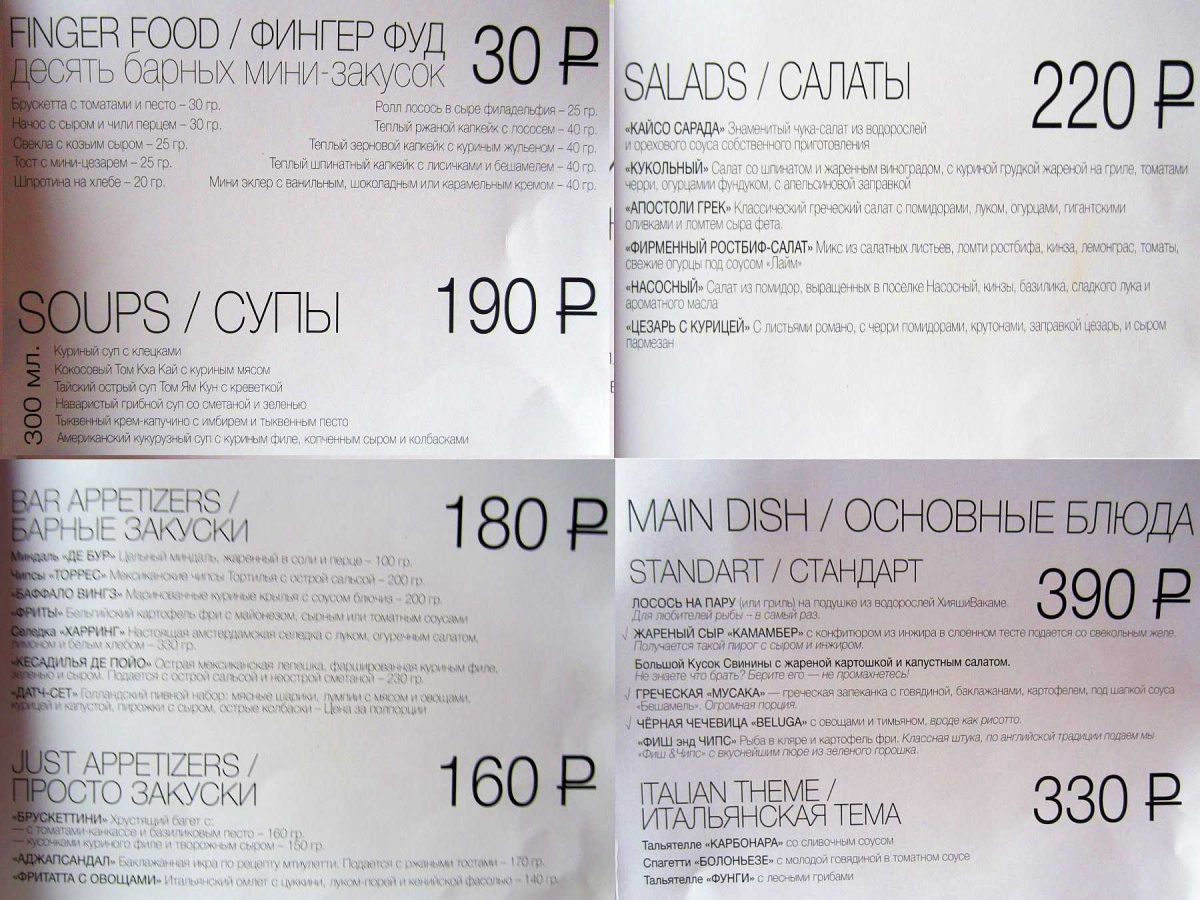 FINGER FOOD / ФИНГЕР ФУД
десять барных мини-закусок
30 ₽
Брускетта с томатами и песто – 30 гр.
Начос с сыром и чили перцем – 30 гр.
Свекла с козьим сыром – 25 гр.
Тост с мини-цезарем – 25 гр.
Шпротина на хлебе – 20 гр.
Ролл лосось в сыре филадельфия – 25 гр.
Теплый ржаной капкейк с лососем – 40 гр.
Теплый зерновой капкейк с куриным жульеном – 40 гр.
Теплый шпинатный капкейк с лисичками и бешамелем – 40 гр.
Мини эклер с ванильным, шоколадным или карамельным кремом – 40 гр.
SOUPS / СУПЫ
190 ₽
300 мл.
Куриный суп с клецками
Кокосовый Том Кха Кай с куриным мясом
Тайский острый суп Том Ям Кун с креветкой
Наваристый грибной суп со сметаной и зеленью
Тыквенный крем-капучино с имбирем и тыквенным песто
Американский кукурузный суп с куриным филе, копченным сыром и колбасками
SALADS / САЛАТЫ
220 ₽
«КАЙСО САРАДА» Знаменитый чука-салат из водорослей
и орехового соуса собственного приготовления
«КУКОЛЬНЫЙ» Салат со шпинатом и жаренным виноградом, с куриной грудкой жареной на гриле, томатами
черри, огурцами фундуком, с апельсиновой заправкой
«АПОСТОЛИ ГРЕК» Классический греческий салат с помидорами, луком, огурцами, гигантскими
оливками и ломтем сыра фета.
«ФИРМЕННЫЙ РОСТБИФ-САЛАТ» Микс из салатных листьев, ломти ростбифа, кинза, лемонграс, томаты,
свежие огурцы под соусом «Лайм»
«НАСОСНЫЙ» Салат из помидор, выращенных в поселке Насосный, кинзы, базилика, сладкого лука и
ароматного масла
«ЦЕЗАРЬ С КУРИЦЕЙ» С листьями романо, с черри помидорами, крутонами, заправкой цезарь, и сыром
пармезан
BAR APPETIZERS /
БАРНЫЕ ЗАКУСКИ
180 ₽
Миндаль «ДЕ БУР» Цельный миндаль, жаренный в соли и перце – 100 гр.
Чипсы «ТОРРЕС» Мексиканские чипсы Тортилья с острой сальсой – 200 гр.
«БАФФАЛО ВИНГЗ» Маринованные куриные крылья с соусом блючиз – 200 гр.
«ФРИТЫ» Бельгийский картофель фри с майонезом, сырным или томатным соусами
Селедка «ХАРРИНГ» Настоящая амстердамская селедка с луком, огуречным салатом,
лимоном и белым хлебом – 330 гр.
«КЕСАДИЛЬЯ ДЕ ПОЙО» Острая мексиканская лепешка, фаршированная куриным филе,
зеленью и сыром. Подается с острой сальсой и неострой сметаной – 230 гр.
«ДАТЧ-СЕТ» Голландский пивной набор: мясные шарики, лумпии с мясом и овощами,
курицей и капустой, пирожки с сыром, острые колбаски – Цена за полпорции
JUST APPETIZERS /
ПРОСТО ЗАКУСКИ
160 ₽
«БРУСКЕТТИНИ» Хрустящий багет с:
– с томатами-канкассе и базиликовым песто – 160 гр.
– кусочками куриного филе и творожным сыром – 150 гр.
«АДЖАПСАНДАЛ» Баклажанная икра по рецепту мтиулетти. Подается с ржаными тостами – 170 гр.
«ФРИТАТТА С ОВОЩАМИ» Итальянский омлет с цуккини, луком-порей и кенийской фасолью – 140 гр.
MAIN DISH / ОСНОВНЫЕ БЛЮДА
STANDART / СТАНДАРТ
390 ₽
ЛОСОСЬ НА ПАРУ (или гриль) на подушке из водорослей ХияшиВакаме.
Для любителей рыбы – в самый раз.
√ ЖАРЕНЫЙ СЫР «КАМАМБЕР» с конфитюром из инжира в слоенном тесте подается со свекольным желе.
Получается такой пирог с сыром и инжиром.
Большой Кусок Свинины с жареной картошкой и капустным салатом.
Не знаете что брать? Берите его — не промахнетесь!
√ ГРЕЧЕСКАЯ «МУСАКА» — греческая запеканка с говядиной, баклажанами, картофелем, под шапкой соуса
«Бешамель». Огромная порция.
√ ЧЁРНАЯ ЧЕЧЕВИЦА «BELUGA» с овощами и тимьяном, вроде как рисотто.
«ФИШ энд ЧИПС» Рыба в кляре и картофель фри. Классная штука, по английской традиции подаем мы
«Фиш &Чипс» с вкуснейшим пюре из зеленого горошка.
ITALIAN THEME /
ИТАЛЬЯНСКАЯ ТЕМА
330 ₽
Тальятелле «КАРБОНАРА» со сливочным соусом
Спагетти «БОЛОНЬЕЗЕ» с молодой говядиной в томатном соусе
Тальятелле «ФУНГИ» с лесными грибами